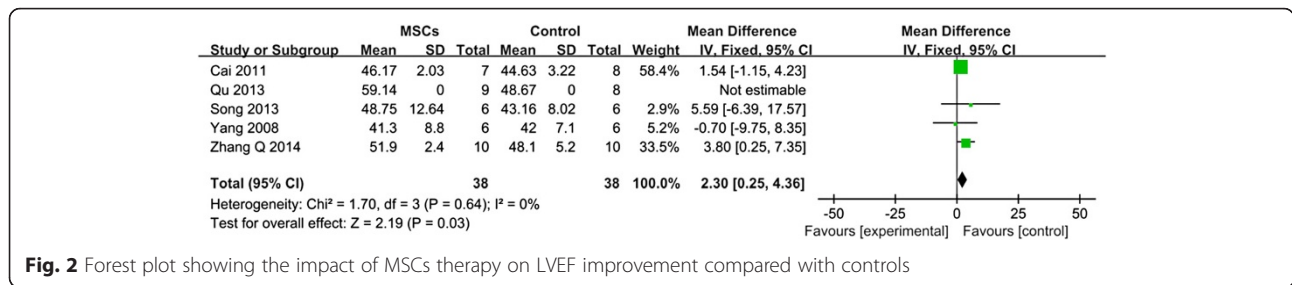 MSCs Control Mean Difference Mean Difference
Study or Subgroup Mean SD Total Mean SD Total Weight IV, Fixed, 95% CI IV, Fixed, 95% CI
Cai 2011 46.17 2.03 7 44.63 3.22 8 58.4% 1.54 [-1.15, 4.23]
Qu 2013 59.14 0 9 48.67 0 8 Not estimable
Song 2013 48.75 12.64 6 43.16 8.02 6 2.9% 5.59 [-6.39, 17.57]
Yang 2008 41.3 8.8 6 42 7.1 6 5.2% -0.70 [-9.75, 8.35]
Zhang Q 2014 51.9 2.4 10 48.1 5.2 10 33.5% 3.80 [0.25, 7.35]
Total (95% CI) 38 38 100.0% 2.30 [0.25, 4.36]
Heterogeneity: Chi² = 1.70, df = 3 (P = 0.64); I² = 0%
Test for overall effect: Z = 2.19 (P = 0.03)
-50 -25 0 25 50
Favours [experimental] Favours [control]
Fig. 2 Forest plot showing the impact of MSCs therapy on LVEF improvement compared with controls